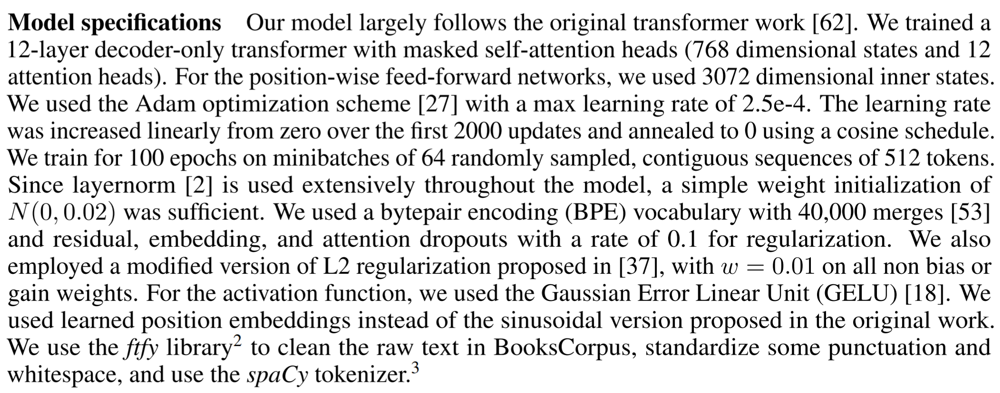 Model specifications Our model largely follows the original transformer work [62]. We trained a
12-layer decoder-only transformer with masked self-attention heads (768 dimensional states and 12
attention heads). For the position-wise feed-forward networks, we used 3072 dimensional inner states.
We used the Adam optimization scheme [27] with a max learning rate of 2.5e-4. The learning rate
was increased linearly from zero over the first 2000 updates and annealed to 0 using a cosine schedule.
We train for 100 epochs on minibatches of 64 randomly sampled, contiguous sequences of 512 tokens.
Since layernorm [2] is used extensively throughout the model, a simple weight initialization of
N(0, 0.02) was sufficient. We used a bytepair encoding (BPE) vocabulary with 40,000 merges [53]
and residual, embedding, and attention dropouts with a rate of 0.1 for regularization. We also
employed a modified version of L2 regularization proposed in [37], with w = 0.01 on all non bias or
gain weights. For the activation function, we used the Gaussian Error Linear Unit (GELU) [18]. We
used learned position embeddings instead of the sinusoidal version proposed in the original work.
We use the ftfy library² to clean the raw text in BooksCorpus, standardize some punctuation and
whitespace, and use the spaCy tokenizer.³